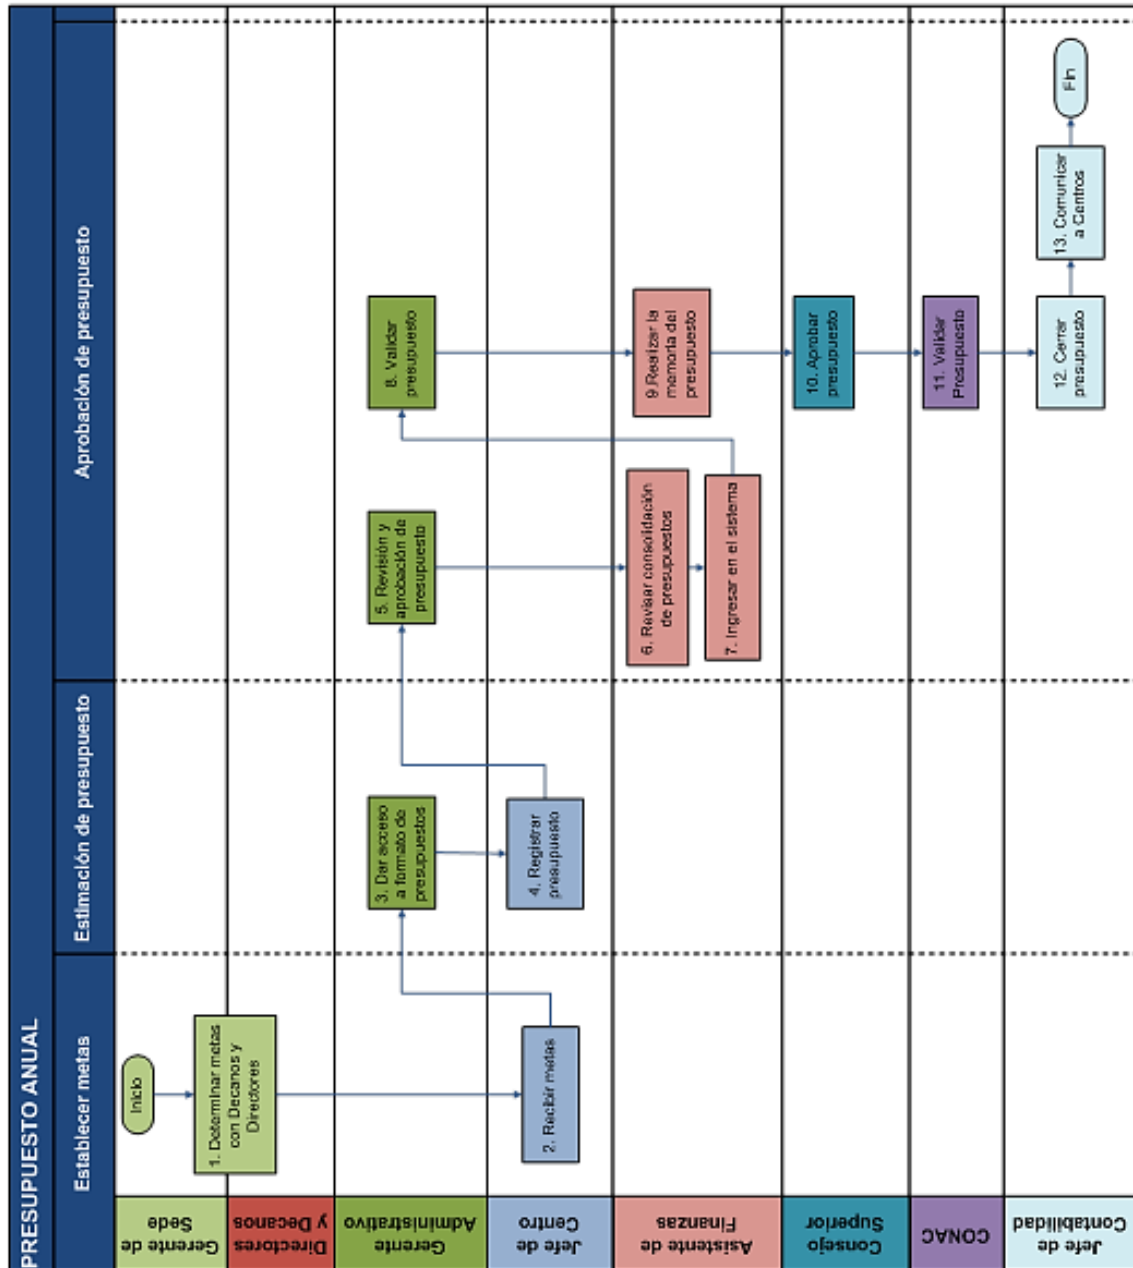 PRESUPUESTO ANUAL
Establecer metas
Estimación de presupuesto
Aprobación de presupuesto
Gerente de
Sede
Inicio
1. Determinar metas
con Decanos y
Directores
Directores
y Decanos
Gerente
Administrativo
3. Dar acceso
a formato de
presupuestos
5. Revisión y
aprobación de
presupuesto
8. Validar
presupuesto
Jefe de
Centro
2. Recibir metas
4. Registrar
presupuesto
Asistente de
Finanzas
6. Revisar consolidación
de presupuestos
7. Ingresar en el sistema
9.Realizar la
memoria del
presupuesto
Consejo
Superior
10. Aprobar
presupuesto
CONAC
11. Validar
Presupuesto
Jefe de
Contabilidad
12. Cerrar
presupuesto
13. Comunicar
a Centros
Fin